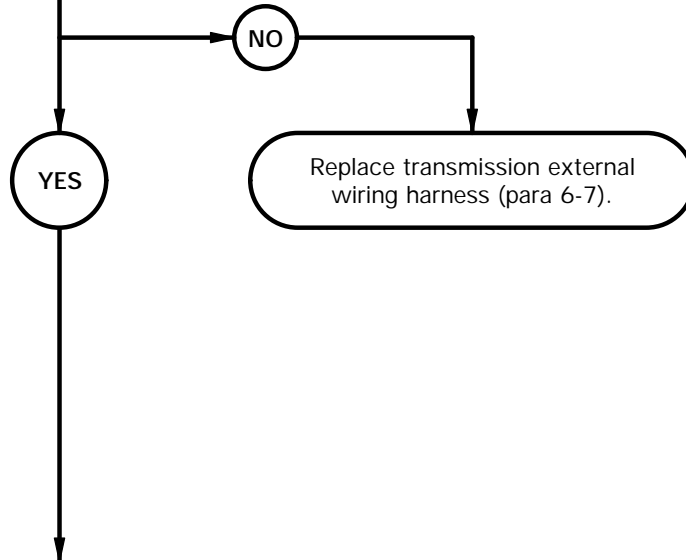 NO
YES
Replace transmission external
wiring harness (para 6-7).